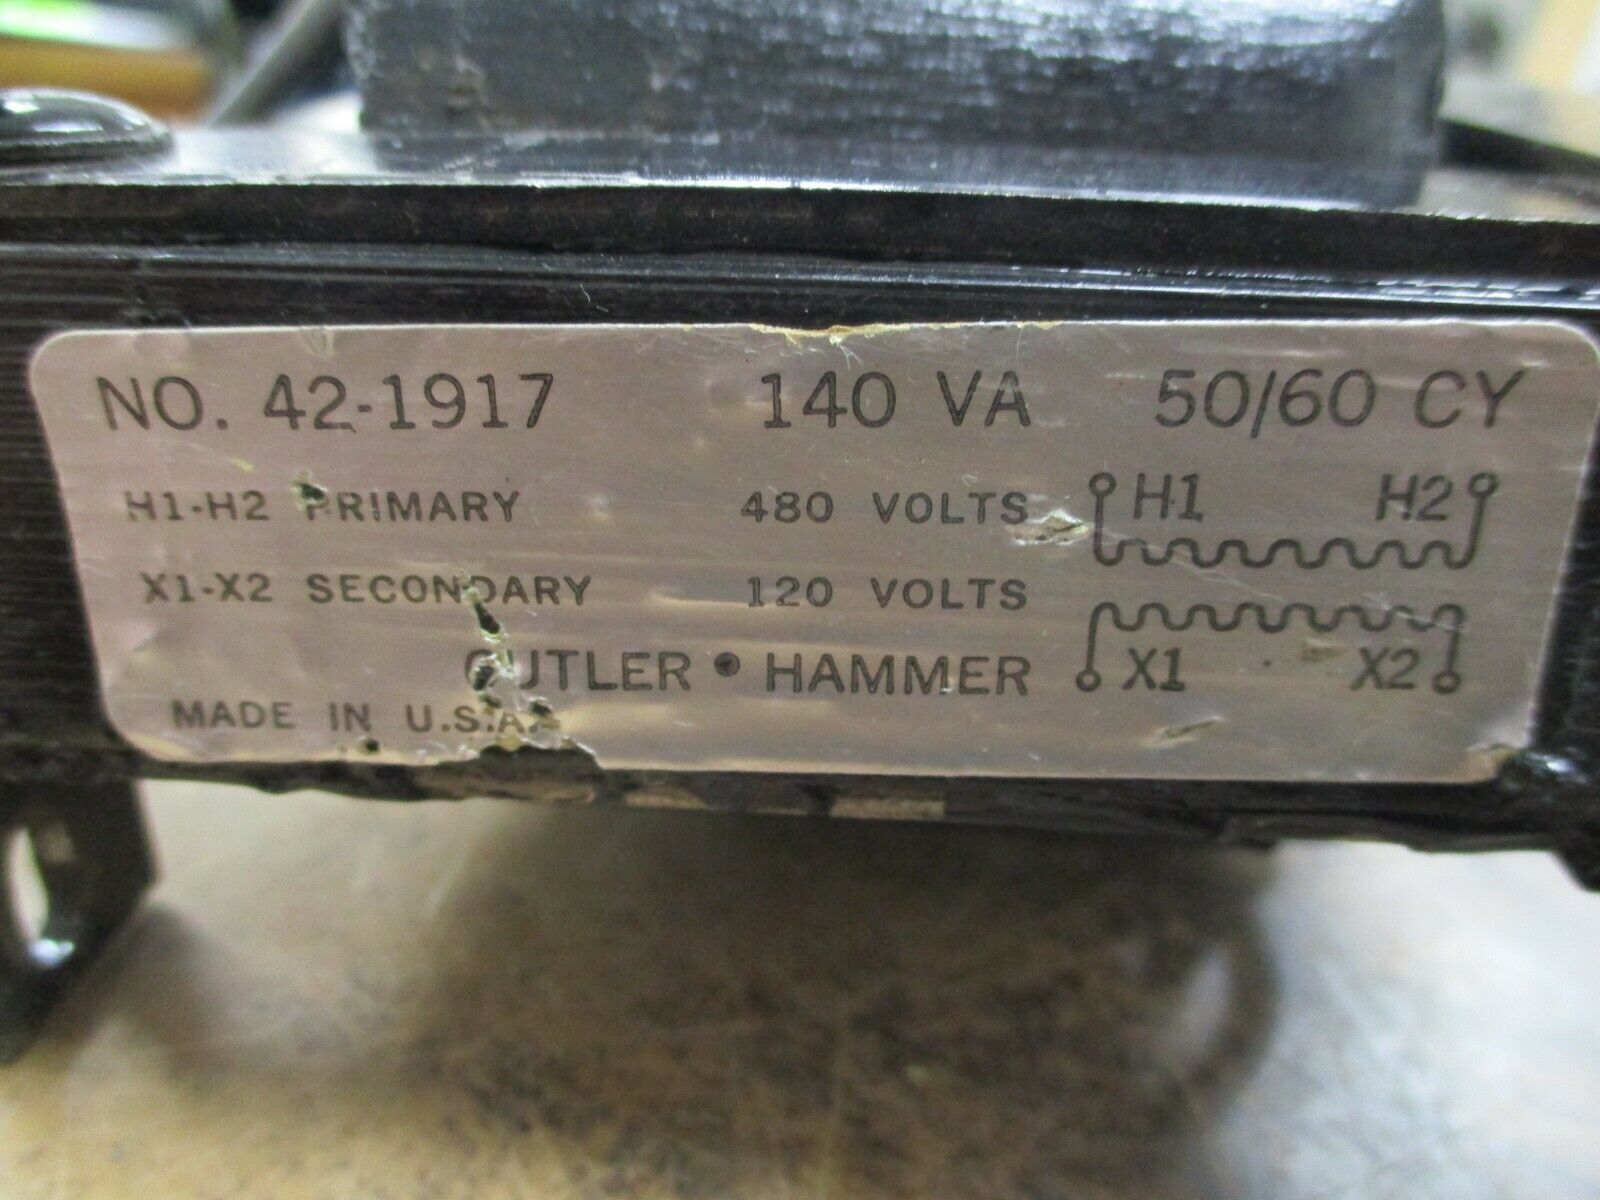 NO. 42-1917 140 VA 50/60 CY
H1-H2 PRIMARY 480 VOLTS H1 H2
X1-X2 SECONDARY 120 VOLTS
CUTLER • HAMMER X1 X2
MADE IN U.S.A.